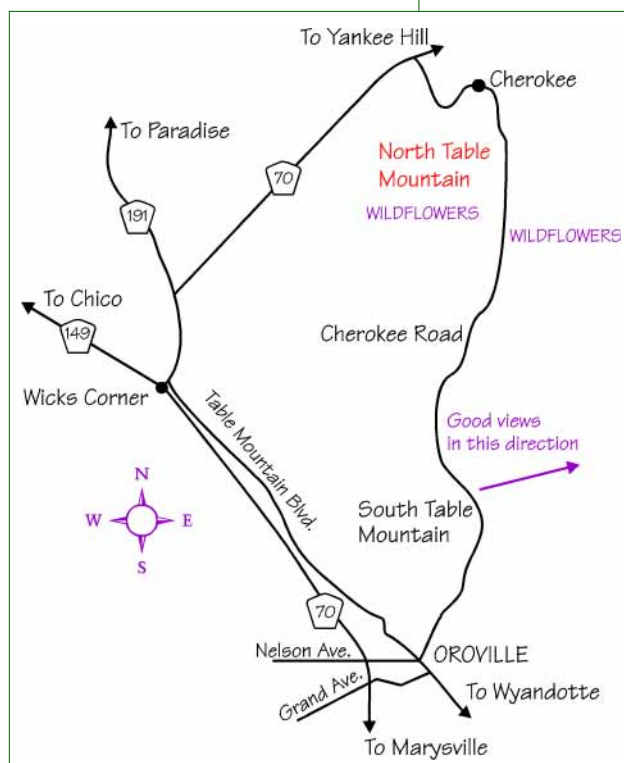 To Yankee Hill
Cherokee
To Paradise
North Table
Mountain
70
WILDFLOWERS
191
WILDFLOWERS
To Chico
149
Cherokee Road
Wicks Corner
Table Mountain Blvd.
Good views
in this direction
N
W E
S
South Table
Mountain
70
Nelson Ave.
OROVILLE
Grand Ave.
To Wyandotte
To Marysville